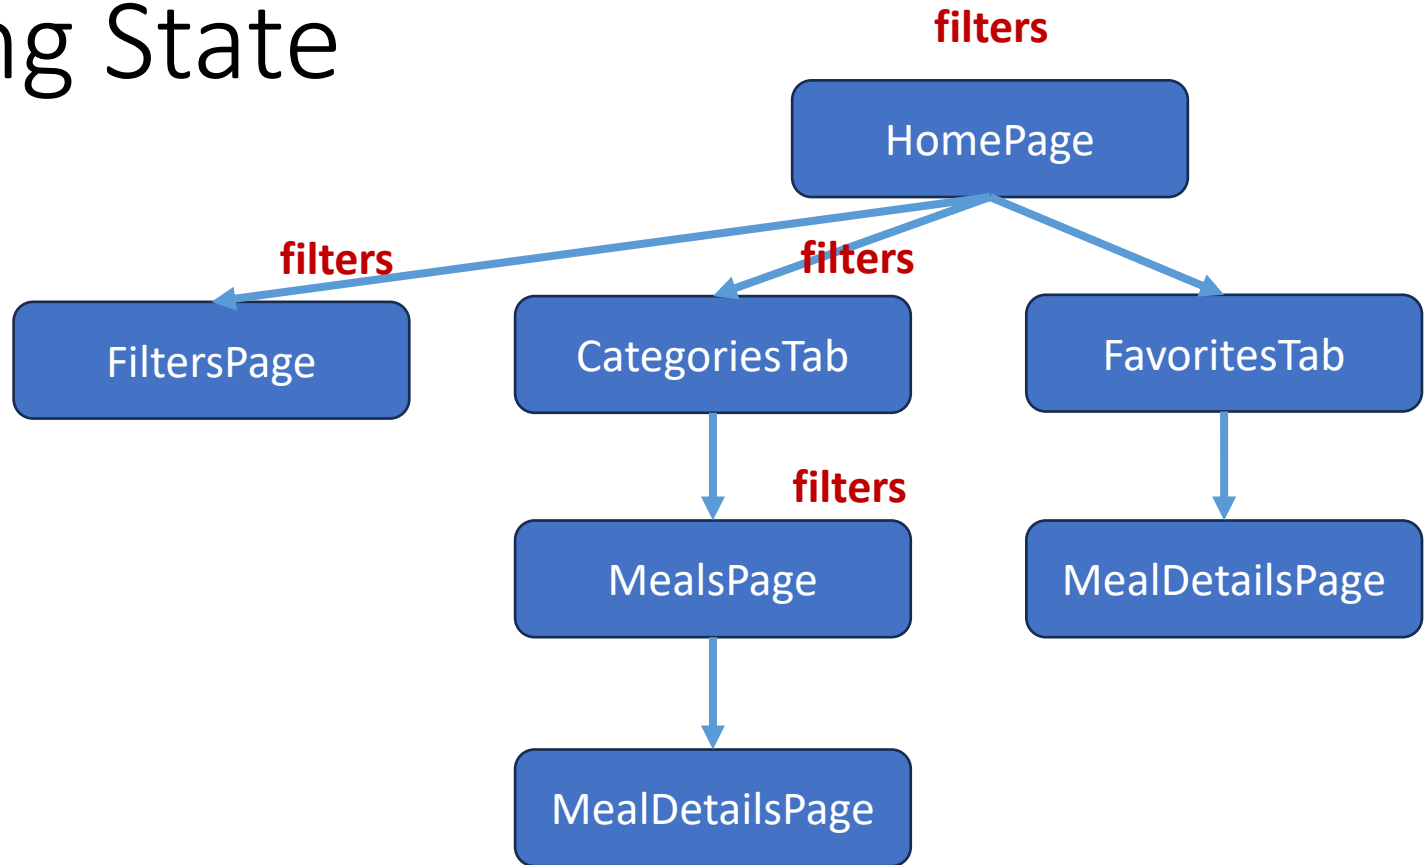 ng State
filters
HomePage
filters
filters
FiltersPage
CategoriesTab
FavoritesTab
filters
MealsPage
MealDetailsPage
MealDetailsPage